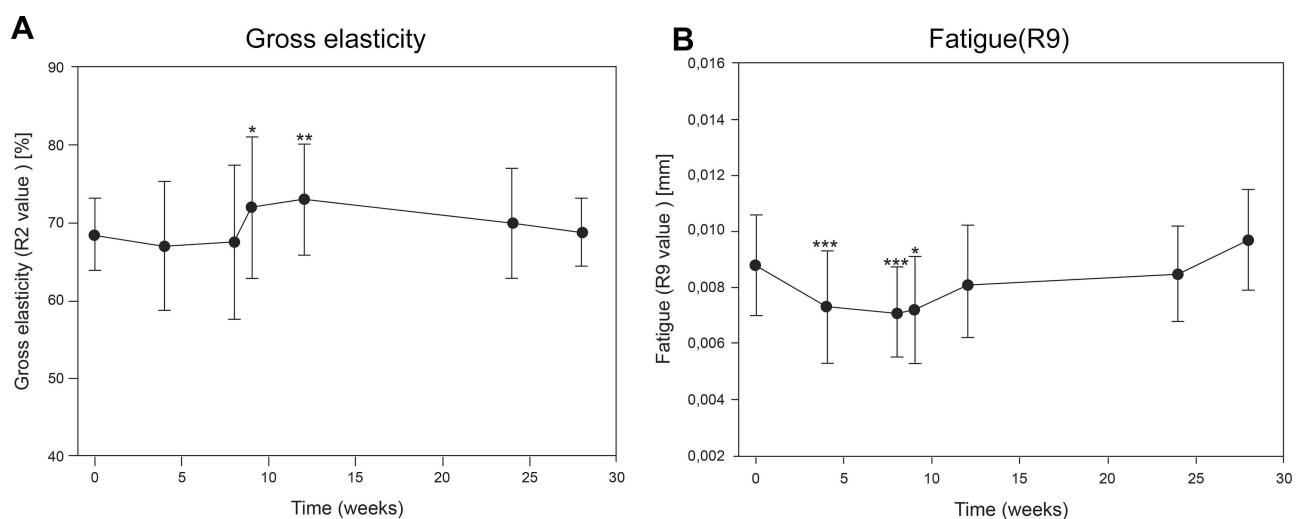 A
Gross elasticity
90
80
70
60
50
40
Gross elasticity (R2 value ) [%]
*
**
0 5 10 15 20 25 30
Time (weeks)
B
Fatigue(R9)
0,016
0,014
0,012
0,010
0,008
0,006
0,004
0,002
Fatigue (R9 value ) [mm]
***
***
*
0 5 10 15 20 25 30
Time (weeks)